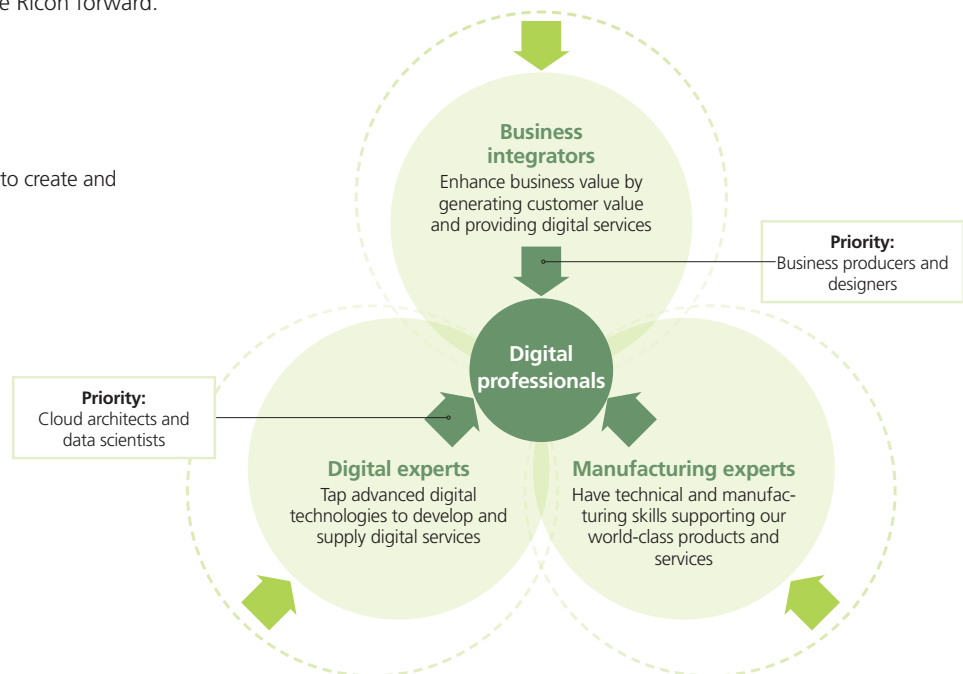 e Ricoh forward.
to create and
Business
integrators
Enhance business value by
generating customer value
and providing digital services
Priority:
Business producers and
designers
Digital
professionals
Priority:
Cloud architects and
data scientists
Digital experts
Tap advanced digital
technologies to develop and
supply digital services
Manufacturing experts
Have technical and manufac-
turing skills supporting our
world-class products and
services